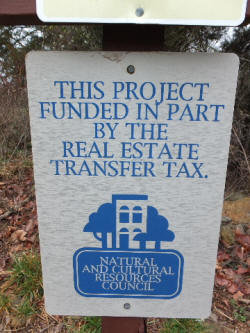 THIS PROJECT
FUNDED IN PART
BY THE
REAL ESTATE
TRANSFER TAX.
NATURAL
AND CULTURAL
RESOURCES
COUNCIL